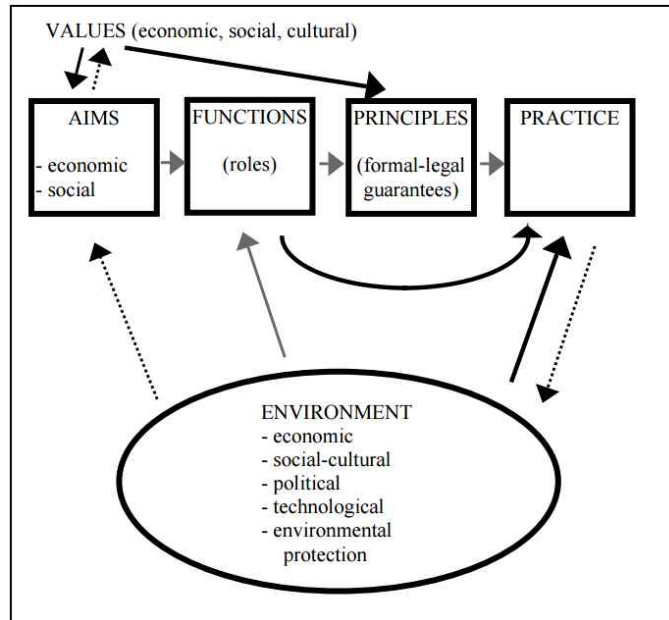 VALUES (economic, social, cultural)
AIMS
- economic
- social
FUNCTIONS
(roles)
PRINCIPLES
(formal-legal
guarantees)
PRACTICE
ENVIRONMENT
- economic
- social-cultural
- political
- technological
- environmental
protection